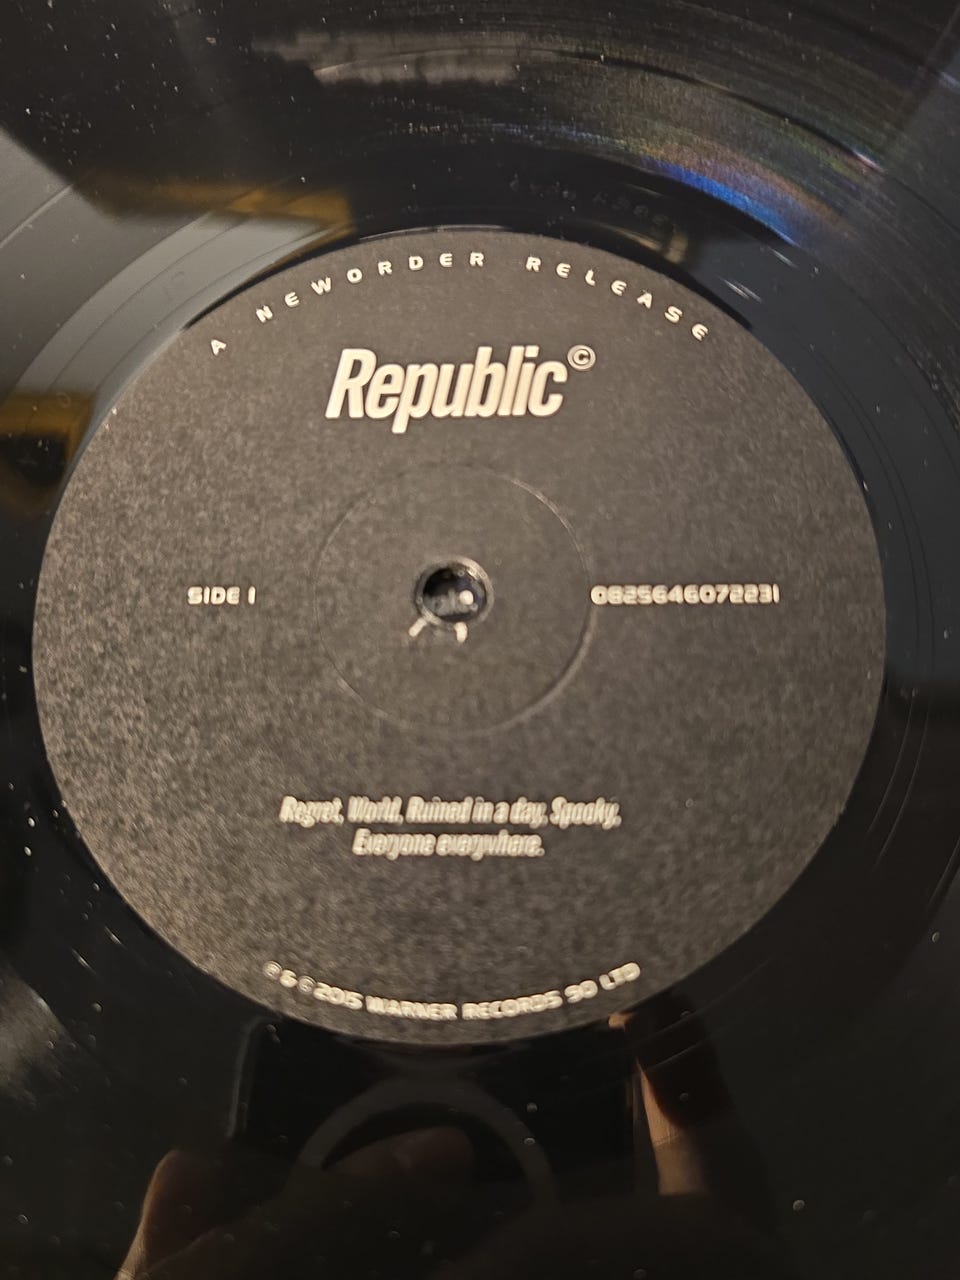 A NEWORDER RELEASE
Republic©
SIDE 1
0825646072231
Regret, World, Ruined in a day, Spooky,
Everyone everywhere.
℗ & © 2015 WARNER RECORDS 90 LTD